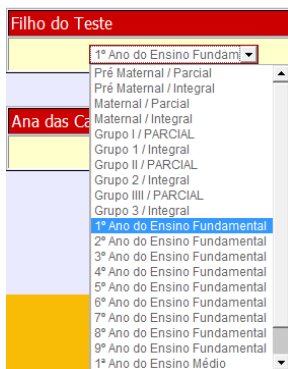 Filho do Teste
1º Ano do Ensino Fundam
Pré Maternal / Parcial
Pré Maternal / Integral
Maternal / Parcial
Ana das Ca
Maternal / Integral
Grupo I / PARCIAL
Grupo 1 / Integral
Grupo II / PARCIAL
Grupo 2 / Integral
Grupo IIII / PARCIAL
Grupo 3 / Integral
1º Ano do Ensino Fundamental
2º Ano do Ensino Fundamental
3º Ano do Ensino Fundamental
4º Ano do Ensino Fundamental
5º Ano do Ensino Fundamental
6º Ano do Ensino Fundamental
7º Ano do Ensino Fundamental
8º Ano do Ensino Fundamental
9º Ano do Ensino Fundamental
1ª Ano do Ensino Médio